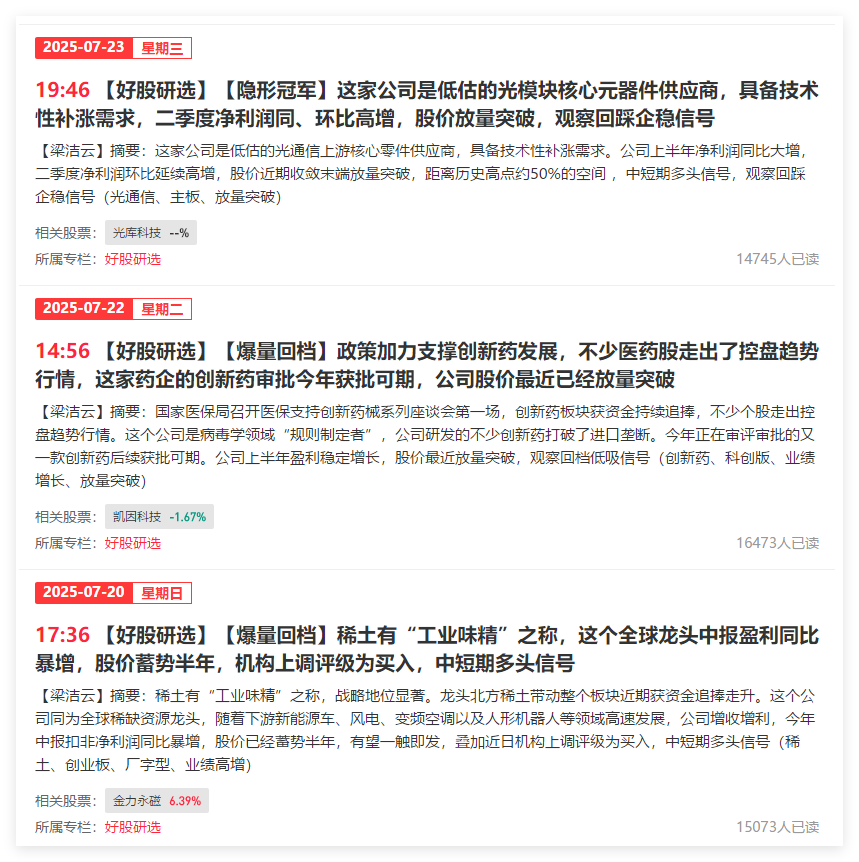 2025-07-23 星期三
19:46 【好股研选】【隐形冠军】这家公司是低估的光模块核心元器件供应商，具备技术
性补涨需求，二季度净利润同、环比高增，股价放量突破，观察回踩企稳信号
【梁洁云】摘要：这家公司是低估的光通信上游核心零件供应商，具备技术性补涨需求。公司上半年净利润同比大增，
二季度净利润环比延续高增，股价近期收敛末端放量突破，距离历史高点约50%的空间 ，中短期多头信号，观察回踩
企稳信号（光通信、主板、放量突破）
相关股票： 光库科技 --%
所属专栏：好股研选 14745人已读
2025-07-22 星期二
14:56 【好股研选】【爆量回档】政策加力支撑创新药发展，不少医药股走出了控盘趋势
行情，这家药企的创新药审批今年获批可期，公司股价最近已经放量突破
【梁洁云】摘要：国家医保局召开医保支持创新药械系列座谈会第一场，创新药板块获资金持续追捧，不少个股走出控
盘趋势行情。这个公司是病毒学领域“规则制定者”，公司研发的不少创新药打破了进口垄断。今年正在审评审批的又
一款创新药后续获批可期。公司上半年盈利稳定增长，股价最近放量突破，观察回档低吸信号（创新药、科创版、业绩
增长、放量突破）
相关股票： 凯因科技 -1.67%
所属专栏：好股研选 16473人已读
2025-07-20 星期日
17:36 【好股研选】【爆量回档】稀土有“工业味精”之称，这个全球龙头中报盈利同比
暴增，股价蓄势半年，机构上调评级为买入，中短期多头信号
【梁洁云】摘要：稀土有“工业味精”之称，战略地位显著。龙头北方稀土带动整个板块近期获资金追捧走升。这个公
司同为全球稀缺资源龙头，随着下游新能源车、风电、变频空调以及人形机器人等领域高速发展，公司增收增利，今年
中报扣非净利润同比暴增，股价已经蓄势半年，有望一触即发，叠加近日机构上调评级为买入，中短期多头信号（稀
土、创业板、厂字型、业绩高增）
相关股票： 金力永磁 6.39%
所属专栏：好股研选 15073人已读